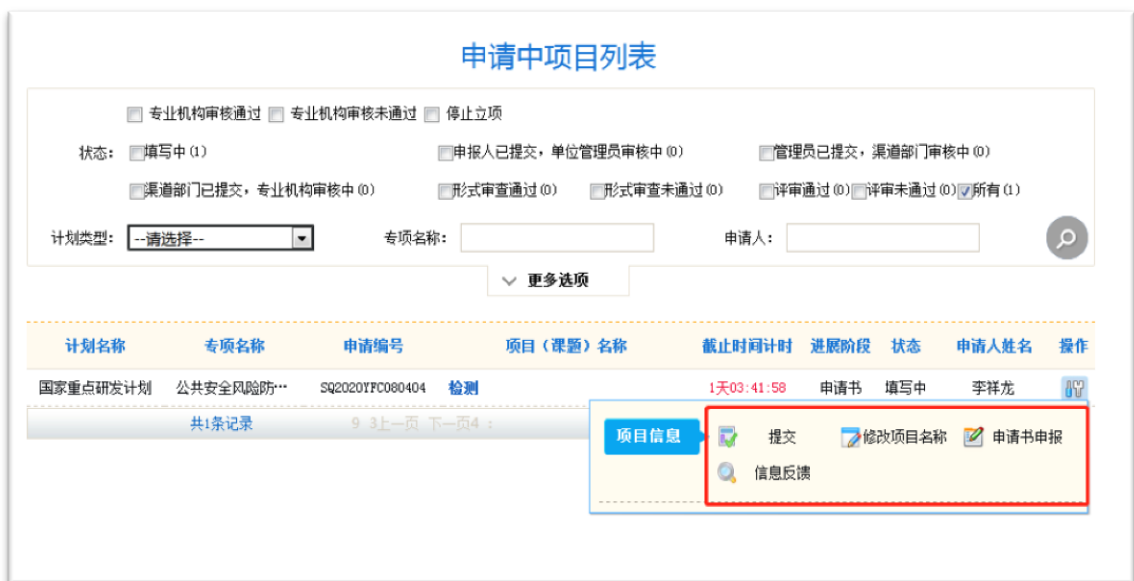 申请中项目列表
专业机构审核通过 专业机构审核未通过 停止立项
状态: 填写中(1) 申报人已提交,单位管理员审核中(0) 管理员已提交,渠道部门审核中(0)
渠道部门已提交,专业机构审核中(0) 形式审查通过(0) 形式审查未通过(0) 评审通过(0) 评审未通过(0) 所有(1)
计划类型: --请选择-- 专项名称: 申请人:
更多选项
计划名称 专项名称 申请编号 项目(课题)名称 截止时间计时 进展阶段 状态 申请人姓名 操作
国家重点研发计划 公共安全风险防… SQ2020YFC080404 检测 1天03:41:58 申请书 填写中 李祥龙
共1条记录 9 3上一页 下一页4 :
项目信息 提交 修改项目名称 申请书申报
信息反馈